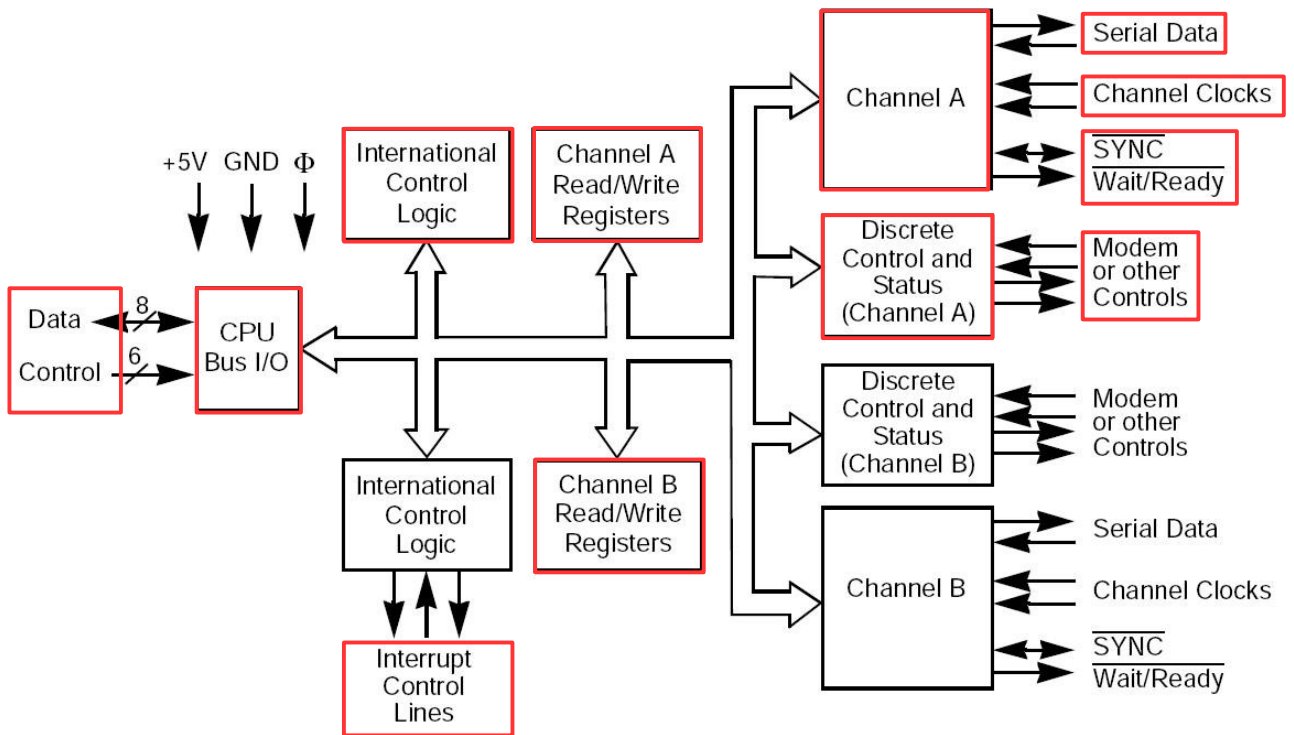 +5V GND Φ
Data
8
Control
6
CPU
Bus I/O
International
Control
Logic
Channel A
Read/Write
Registers
International
Control
Logic
Interrupt
Control
Lines
Channel B
Read/Write
Registers
Channel A
Serial Data
Channel Clocks
SYNC
Wait/Ready
Discrete
Control and
Status
(Channel A)
Modem
or other
Controls
Discrete
Control and
Status
(Channel B)
Modem
or other
Controls
Channel B
Serial Data
Channel Clocks
SYNC
Wait/Ready